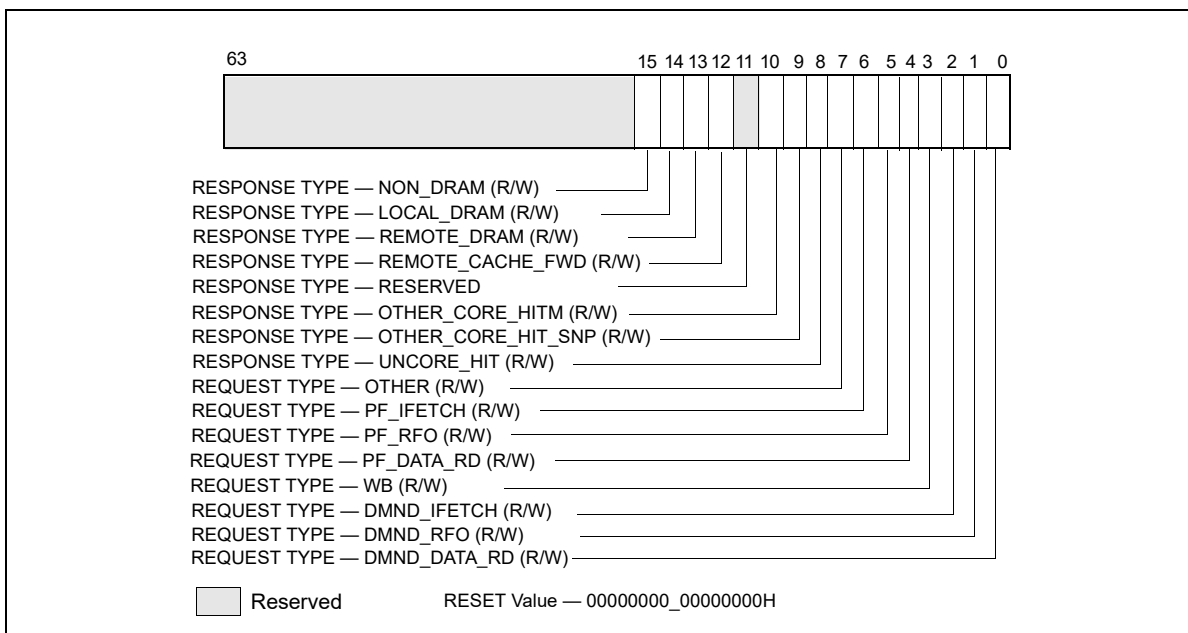 63 15 14 13 12 11 10 9 8 7 6 5 4 3 2 1 0
RESPONSE TYPE — NON_DRAM (R/W)
RESPONSE TYPE — LOCAL_DRAM (R/W)
RESPONSE TYPE — REMOTE_DRAM (R/W)
RESPONSE TYPE — REMOTE_CACHE_FWD (R/W)
RESPONSE TYPE — RESERVED
RESPONSE TYPE — OTHER_CORE_HITM (R/W)
RESPONSE TYPE — OTHER_CORE_HIT_SNP (R/W)
RESPONSE TYPE — UNCORE_HIT (R/W)
REQUEST TYPE — OTHER (R/W)
REQUEST TYPE — PF_IFETCH (R/W)
REQUEST TYPE — PF_RFO (R/W)
REQUEST TYPE — PF_DATA_RD (R/W)
REQUEST TYPE — WB (R/W)
REQUEST TYPE — DMND_IFETCH (R/W)
REQUEST TYPE — DMND_RFO (R/W)
REQUEST TYPE — DMND_DATA_RD (R/W)
Reserved RESET Value — 00000000_00000000H